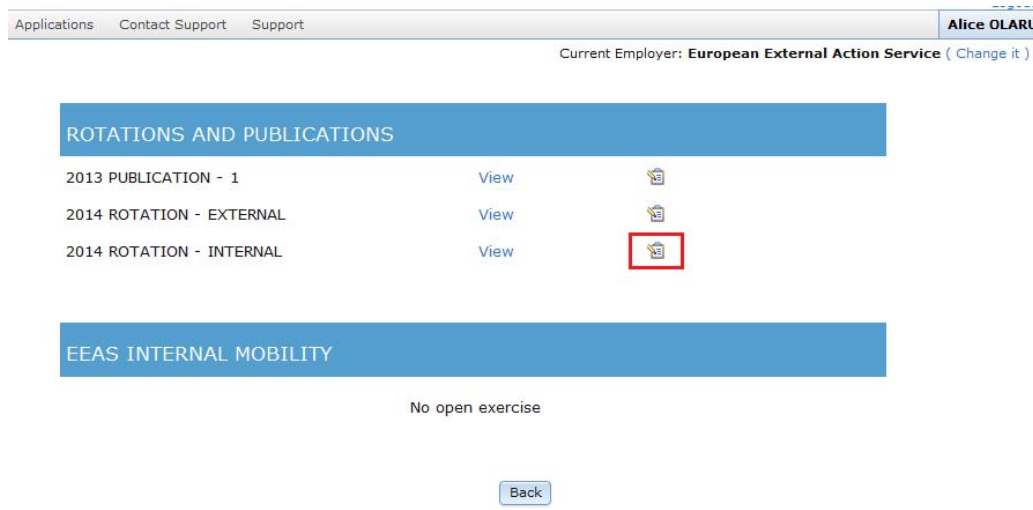 Applications Contact Support Support Alice OLARU
Current Employer: European External Action Service ( Change it )
ROTATIONS AND PUBLICATIONS
2013 PUBLICATION - 1 View
2014 ROTATION - EXTERNAL View
2014 ROTATION - INTERNAL View
EEAS INTERNAL MOBILITY
No open exercise
Back